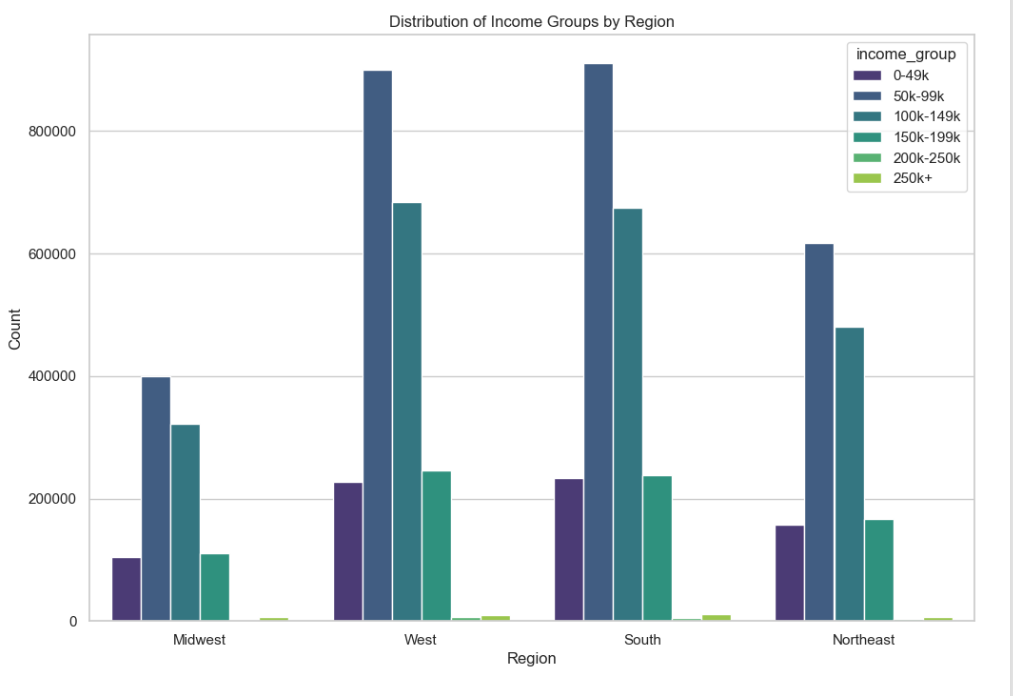 Distribution of Income Groups by Region
income_group
0-49k
50k-99k
100k-149k
150k-199k
200k-250k
250k+
Count
800000
600000
400000
200000
0
Midwest
West
South
Northeast
Region